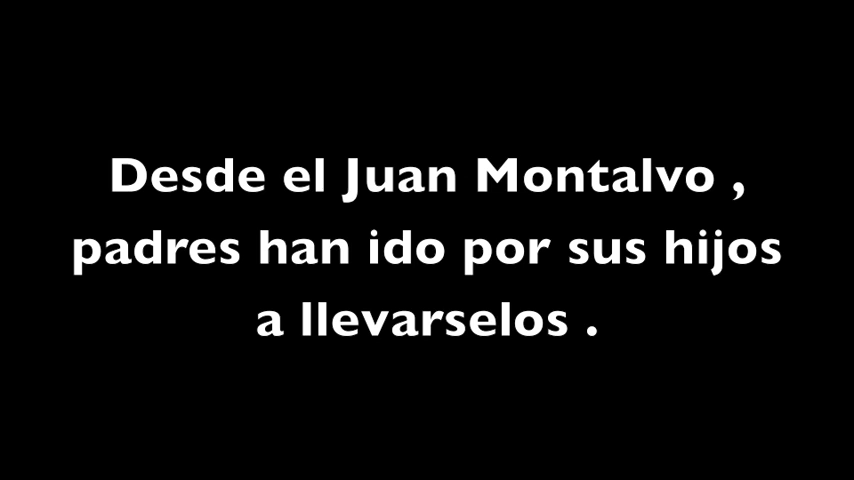 Desde el Juan Montalvo ,
padres han ido por sus hijos
a llevarselos .